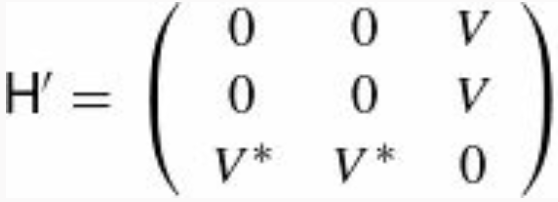 0 0 V
H′ = 0 0 V
V* V* 0